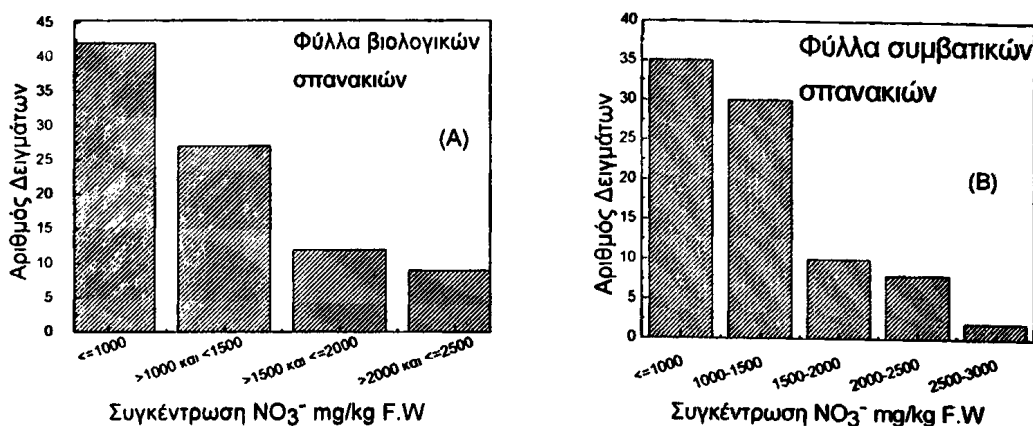 Φύλλα βιολογικών
σπανακιών
(A)
Αριθμός Δειγμάτων
45
40
35
30
25
20
15
10
5
0
<=1000
>1000 και <1500
>1500 και <=2000
>2000 και <=2500
Συγκέντρωση NO₃⁻ mg/kg F.W
Φύλλα συμβατικών
σπανακιών
(B)
Αριθμός Δειγμάτων
40
35
30
25
20
15
10
5
0
<=1000
1000-1500
1500-2000
2000-2500
2500-3000
Συγκέντρωση NO₃⁻ mg/kg F.W